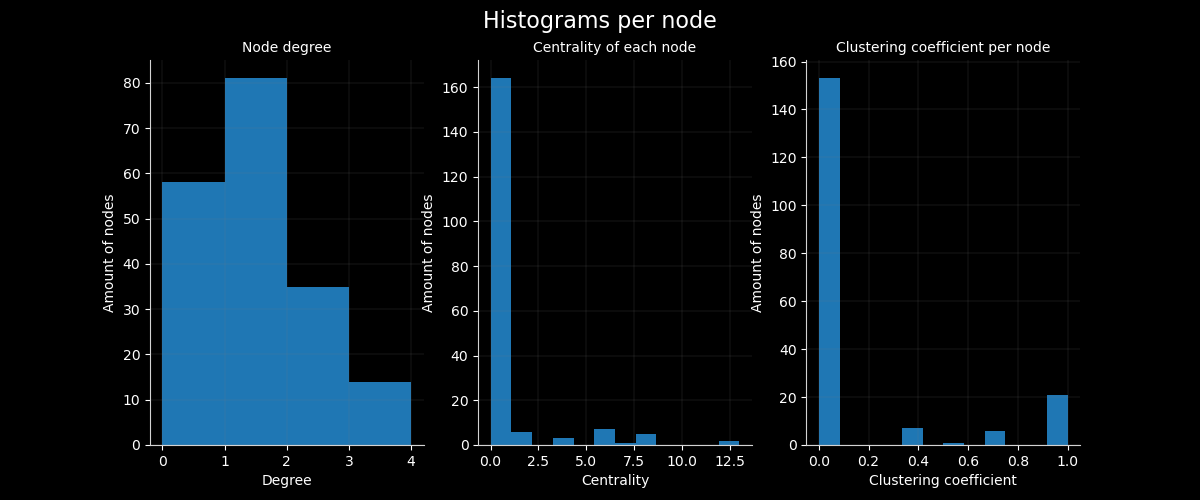 Histograms per node
Node degree
80
70
60
50
40
30
20
10
0
0 1 2 3 4
Amount of nodes
Degree
Centrality of each node
160
140
120
100
80
60
40
20
0
0.0 2.5 5.0 7.5 10.0 12.5
Amount of nodes
Centrality
Clustering coefficient per node
160
140
120
100
80
60
40
20
0
0.0 0.2 0.4 0.6 0.8 1.0
Amount of nodes
Clustering coefficient